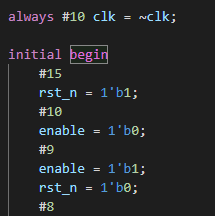 always #10 clk = ~clk;
initial begin
#15
rst_n = 1'b1;
#10
enable = 1'b0;
#9
enable = 1'b1;
rst_n = 1'b0;
#8